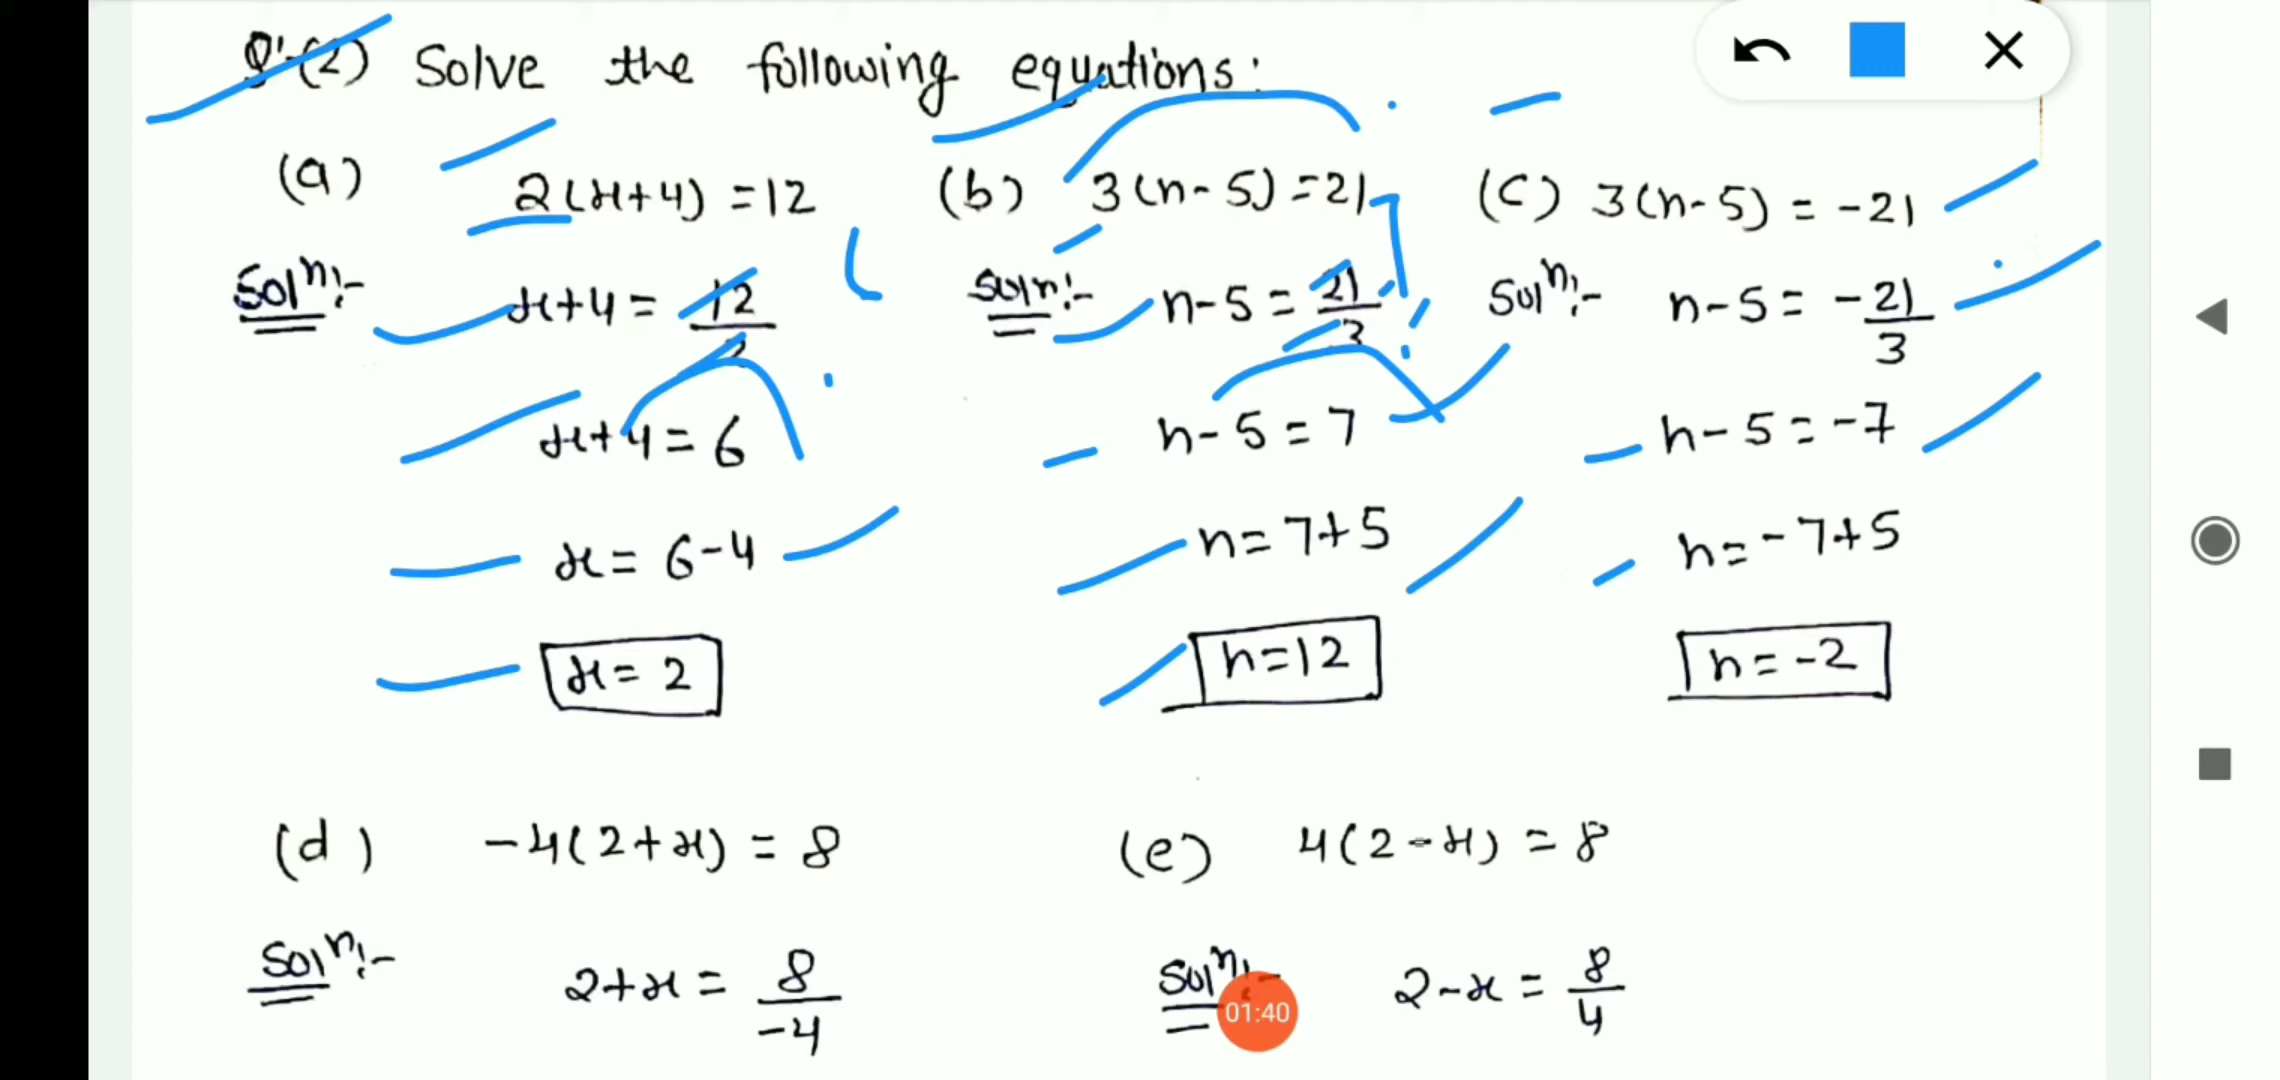 Q.(2) Solve the following equations:
(a) 2(x+4) = 12
Solⁿ:- x+4 = 12/2
x+4 = 6
x = 6-4
x = 2
(b) 3(n-5) = 21
Solⁿ:- n-5 = 21/3
n-5 = 7
n = 7+5
n = 12
(c) 3(n-5) = -21
Solⁿ:- n-5 = -21/3
n-5 = -7
n = -7+5
n = -2
(d) -4(2+x) = 8
Solⁿ:- 2+x = 8/-4
(e) 4(2-x) = 8
Solⁿ:- 2-x = 8/4
01:40